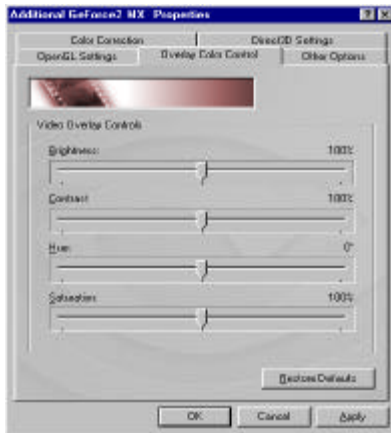 Additional GeForce2 MX Properties
Color Correction
Direct3D Settings
OpenGL Settings
Overlay Color Control
Other Options
Video Overlay Controls
Brightness:
100%
Contrast
100%
Hue:
0°
Saturation:
100%
Restore Defaults
OK
Cancel
Apply